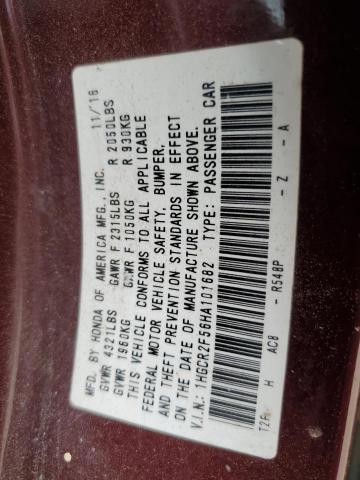 MFD. BY HONDA OF AMERICA MFG., INC. 11/16
GVWR 4321LBS GAWR F 2315LBS R 2050LBS
GVWR 1960KG GAWR F 1050KG R 930KG
THIS VEHICLE CONFORMS TO ALL APPLICABLE
FEDERAL MOTOR VEHICLE SAFETY, BUMPER,
AND THEFT PREVENTION STANDARDS IN EFFECT
ON THE DATE OF MANUFACTURE SHOWN ABOVE.
V.I.N.: 1HGCR2F56HA101682 TYPE: PASSENGER CAR
H AC8 - R548P - Z - A